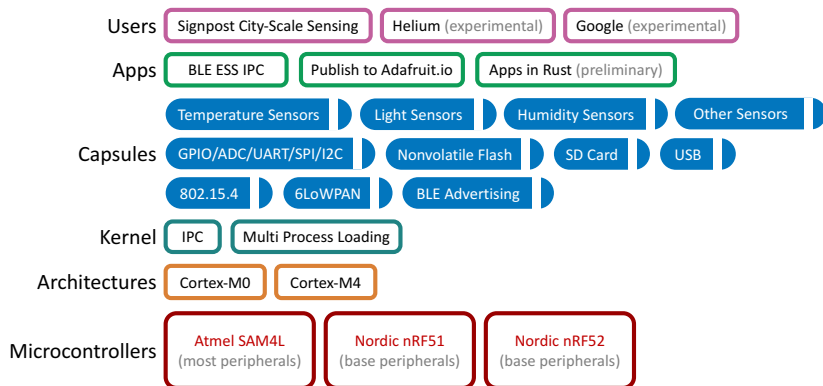 Users Signpost City-Scale Sensing Helium (experimental) Google (experimental)
Apps BLE ESS IPC Publish to Adafruit.io Apps in Rust (preliminary)
Temperature Sensors Light Sensors Humidity Sensors Other Sensors
Capsules GPIO/ADC/UART/SPI/I2C Nonvolatile Flash SD Card USB
802.15.4 6LoWPAN BLE Advertising
Kernel IPC Multi Process Loading
Architectures Cortex-M0 Cortex-M4
Microcontrollers
Atmel SAM4L
(most peripherals)
Nordic nRF51
(base peripherals)
Nordic nRF52
(base peripherals)